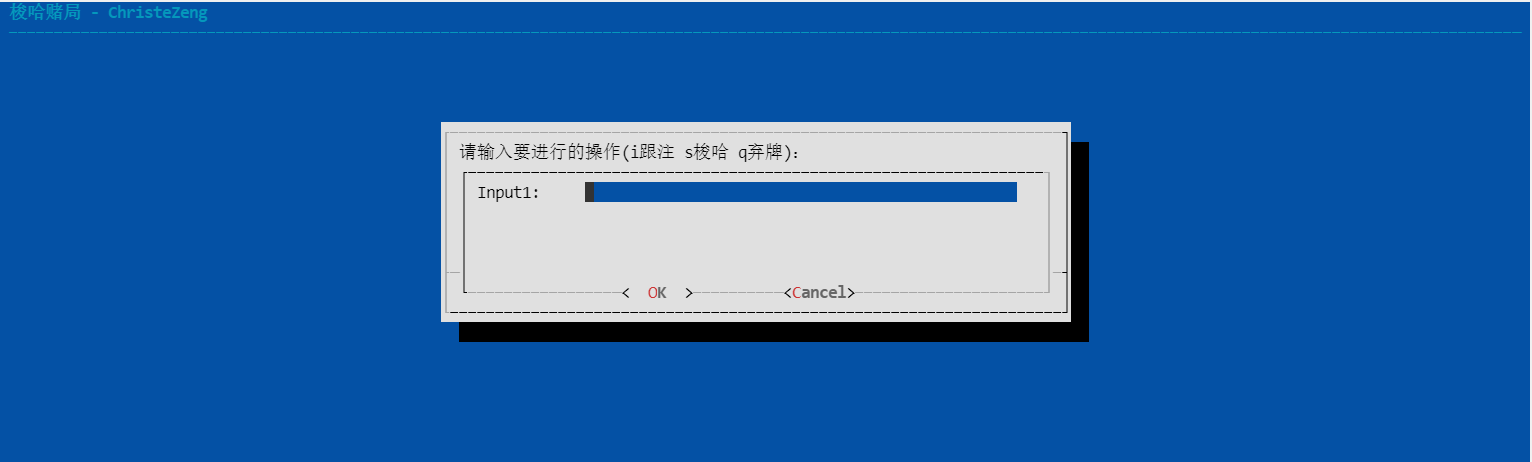 梭哈赌局 - ChristeZeng
请输入要进行的操作(i跟注 s梭哈 q弃牌)：
Input1:
< OK > <Cancel>